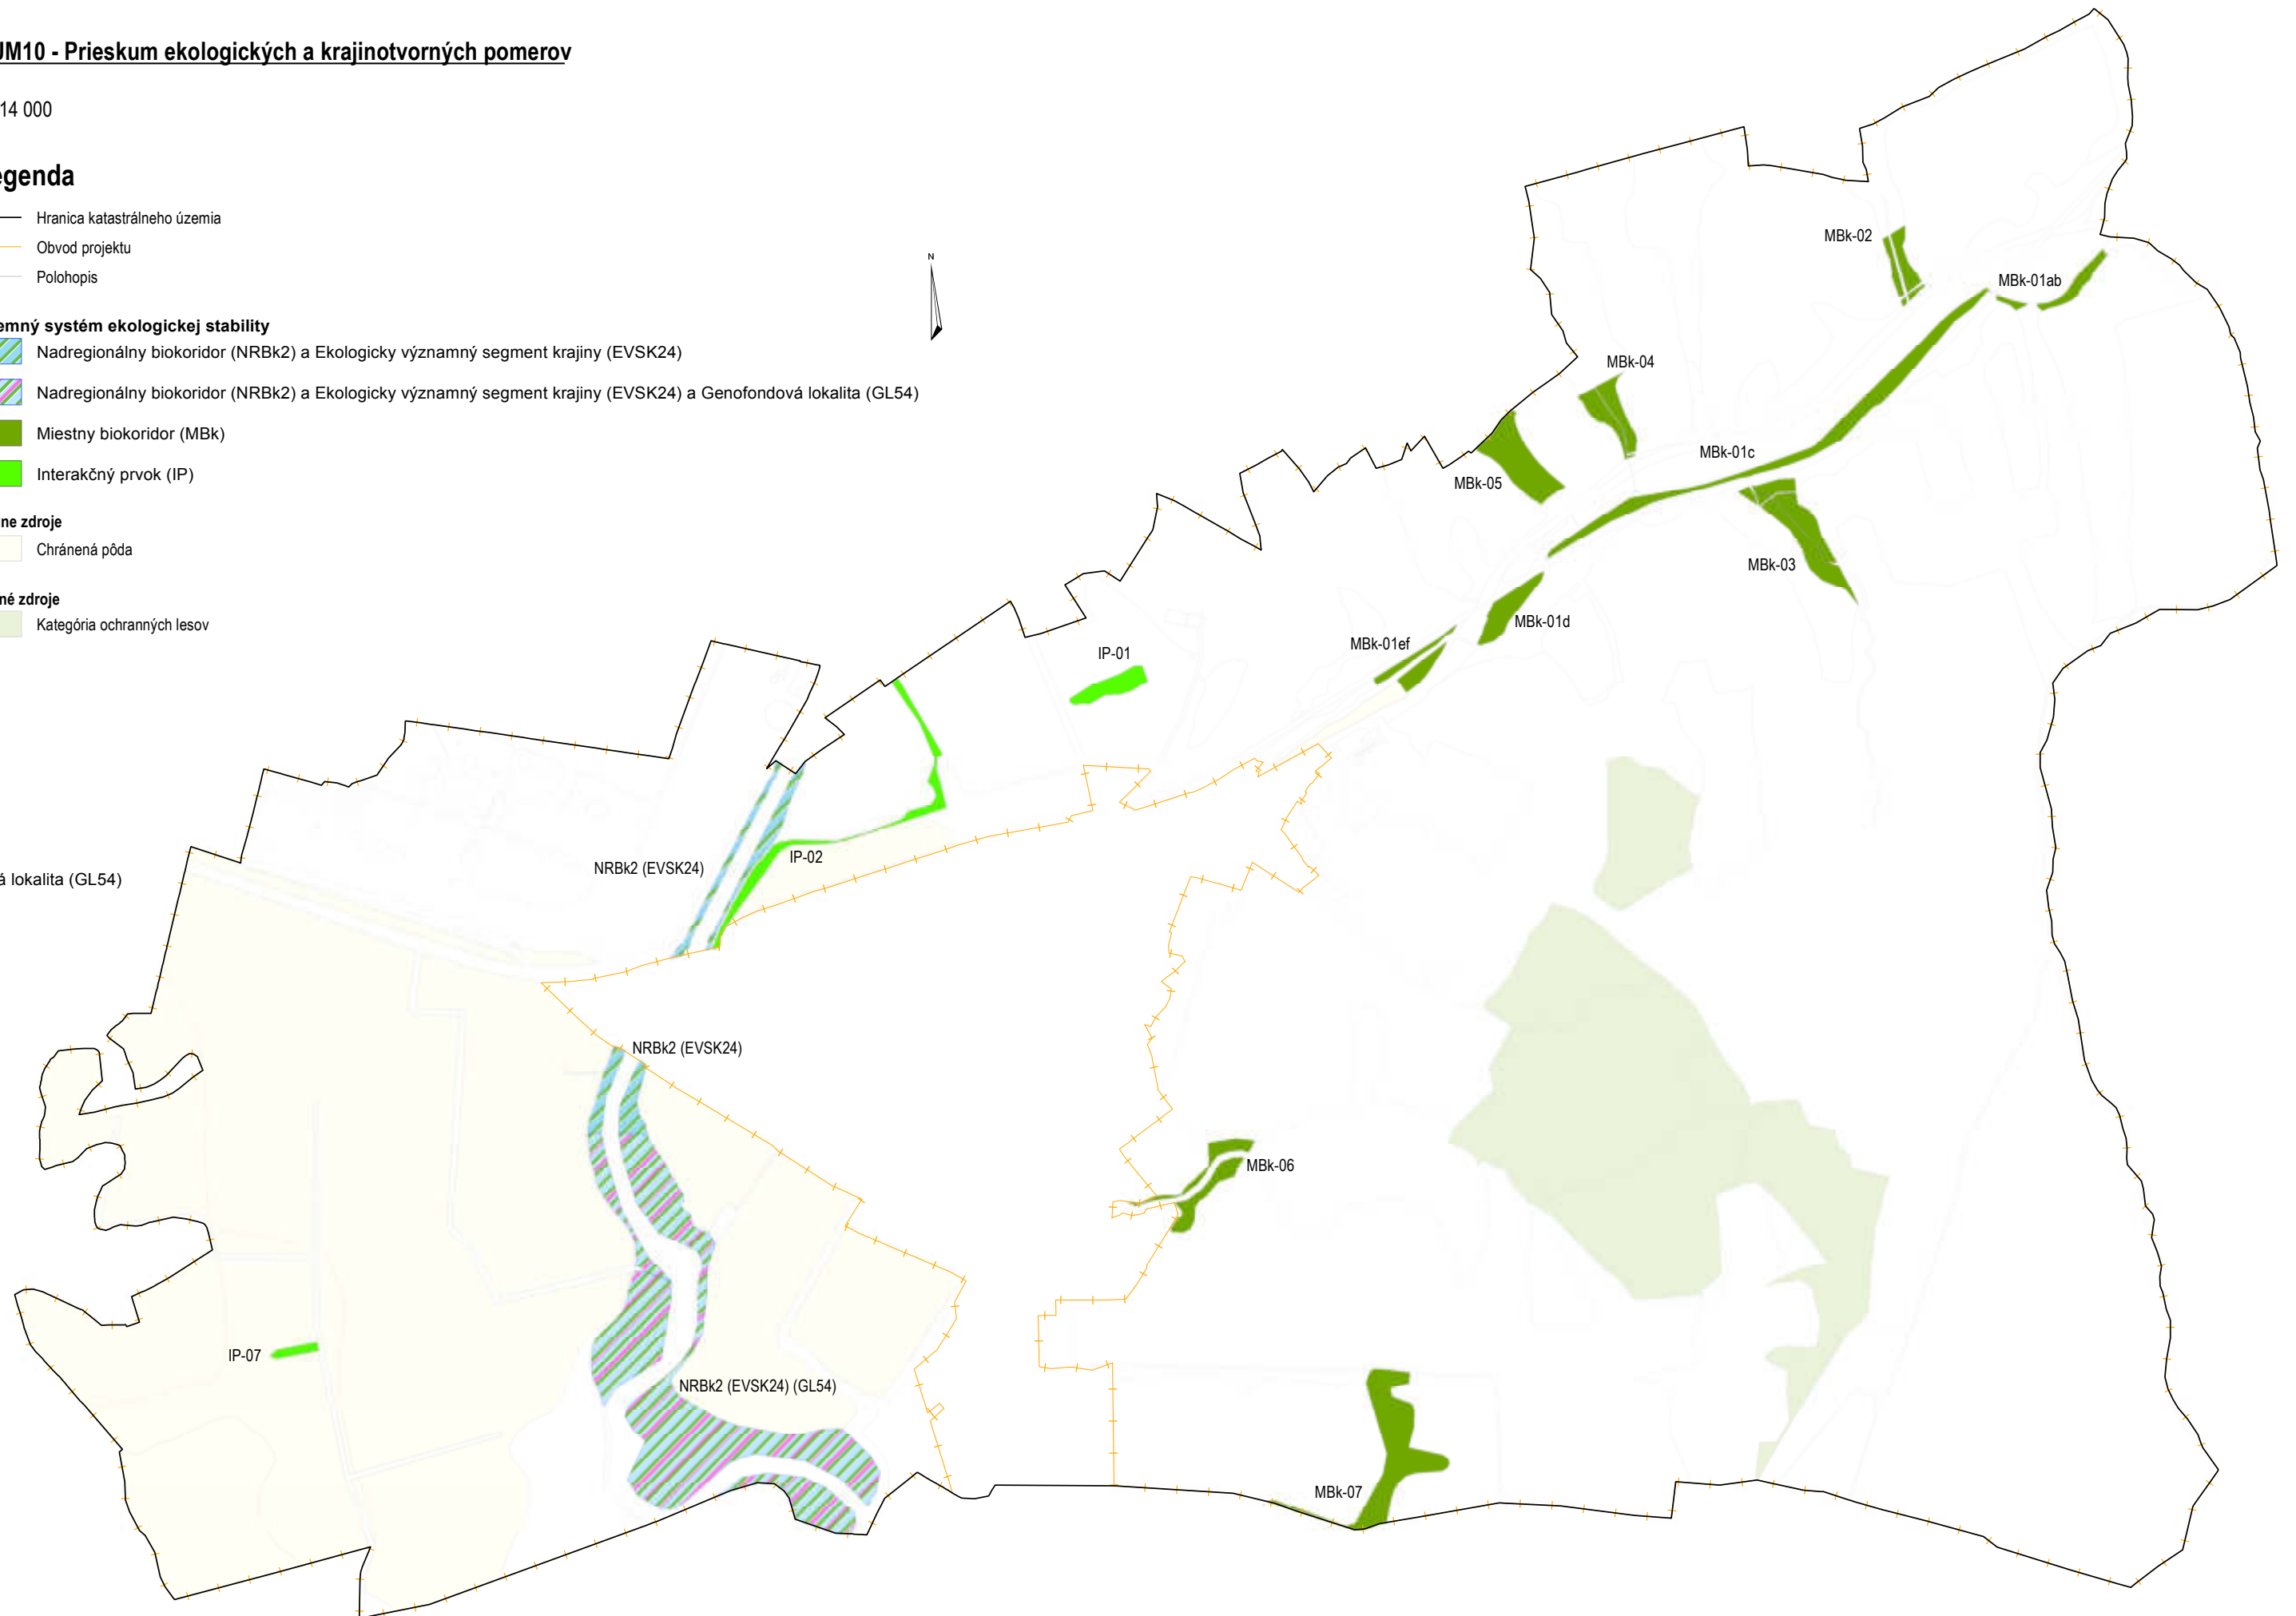 JM10 - Prieskum ekologických a krajinotvorných pomerov
14 000
egenda
Hranica katastrálneho územia
Obvod projektu
Polohopis
emný systém ekologickej stability
Nadregionálny biokoridor (NRBk2) a Ekologicky významný segment krajiny (EVSK24)
Nadregionálny biokoridor (NRBk2) a Ekologicky významný segment krajiny (EVSK24) a Genofondová lokalita (GL54)
Miestny biokoridor (MBk)
Interakčný prvok (IP)
ne zdroje
Chránená pôda
né zdroje
Kategória ochranných lesov
á lokalita (GL54)
N
MBk-02
MBk-01ab
MBk-04
MBk-01c
MBk-05
MBk-03
MBk-01d
MBk-01ef
IP-01
IP-02
NRBk2 (EVSK24)
NRBk2 (EVSK24)
MBk-06
IP-07
NRBk2 (EVSK24) (GL54)
MBk-07